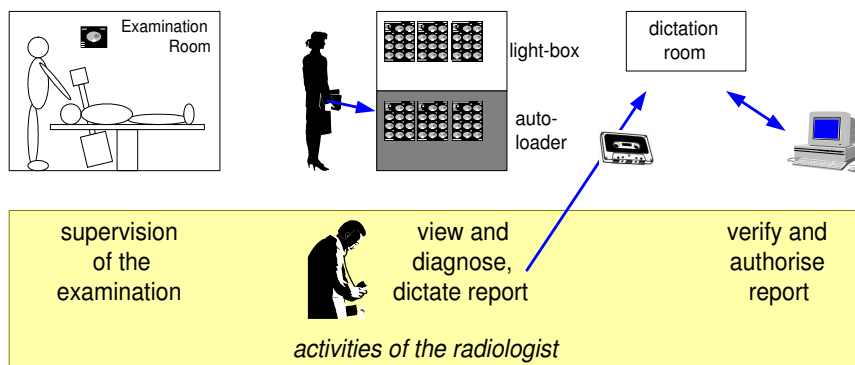 Examination
Room
light-box
auto-
loader
dictation
room
supervision
of the
examination
view and
diagnose,
dictate report
verify and
authorise
report
activities of the radiologist